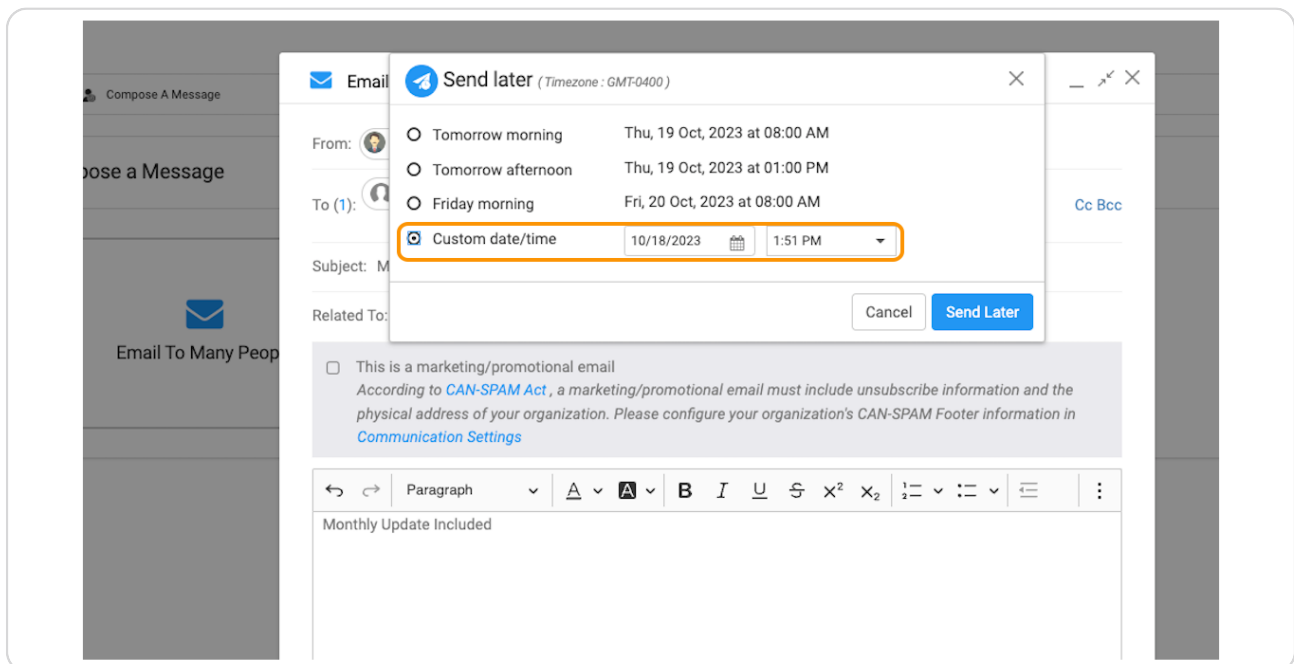 Compose A Message
pose a Message
Email To Many Peop
Email
Send later ( Timezone : GMT-0400 )
Tomorrow morning Thu, 19 Oct, 2023 at 08:00 AM
Tomorrow afternoon Thu, 19 Oct, 2023 at 01:00 PM
Friday morning Fri, 20 Oct, 2023 at 08:00 AM
Custom date/time 10/18/2023 1:51 PM
Cancel Send Later
From:
To (1): Cc Bcc
Subject: M
Related To:
This is a marketing/promotional email
According to CAN-SPAM Act , a marketing/promotional email must include unsubscribe information and the
physical address of your organization. Please configure your organization's CAN-SPAM Footer information in
Communication Settings
Paragraph A A B I U S X² X₂
Monthly Update Included